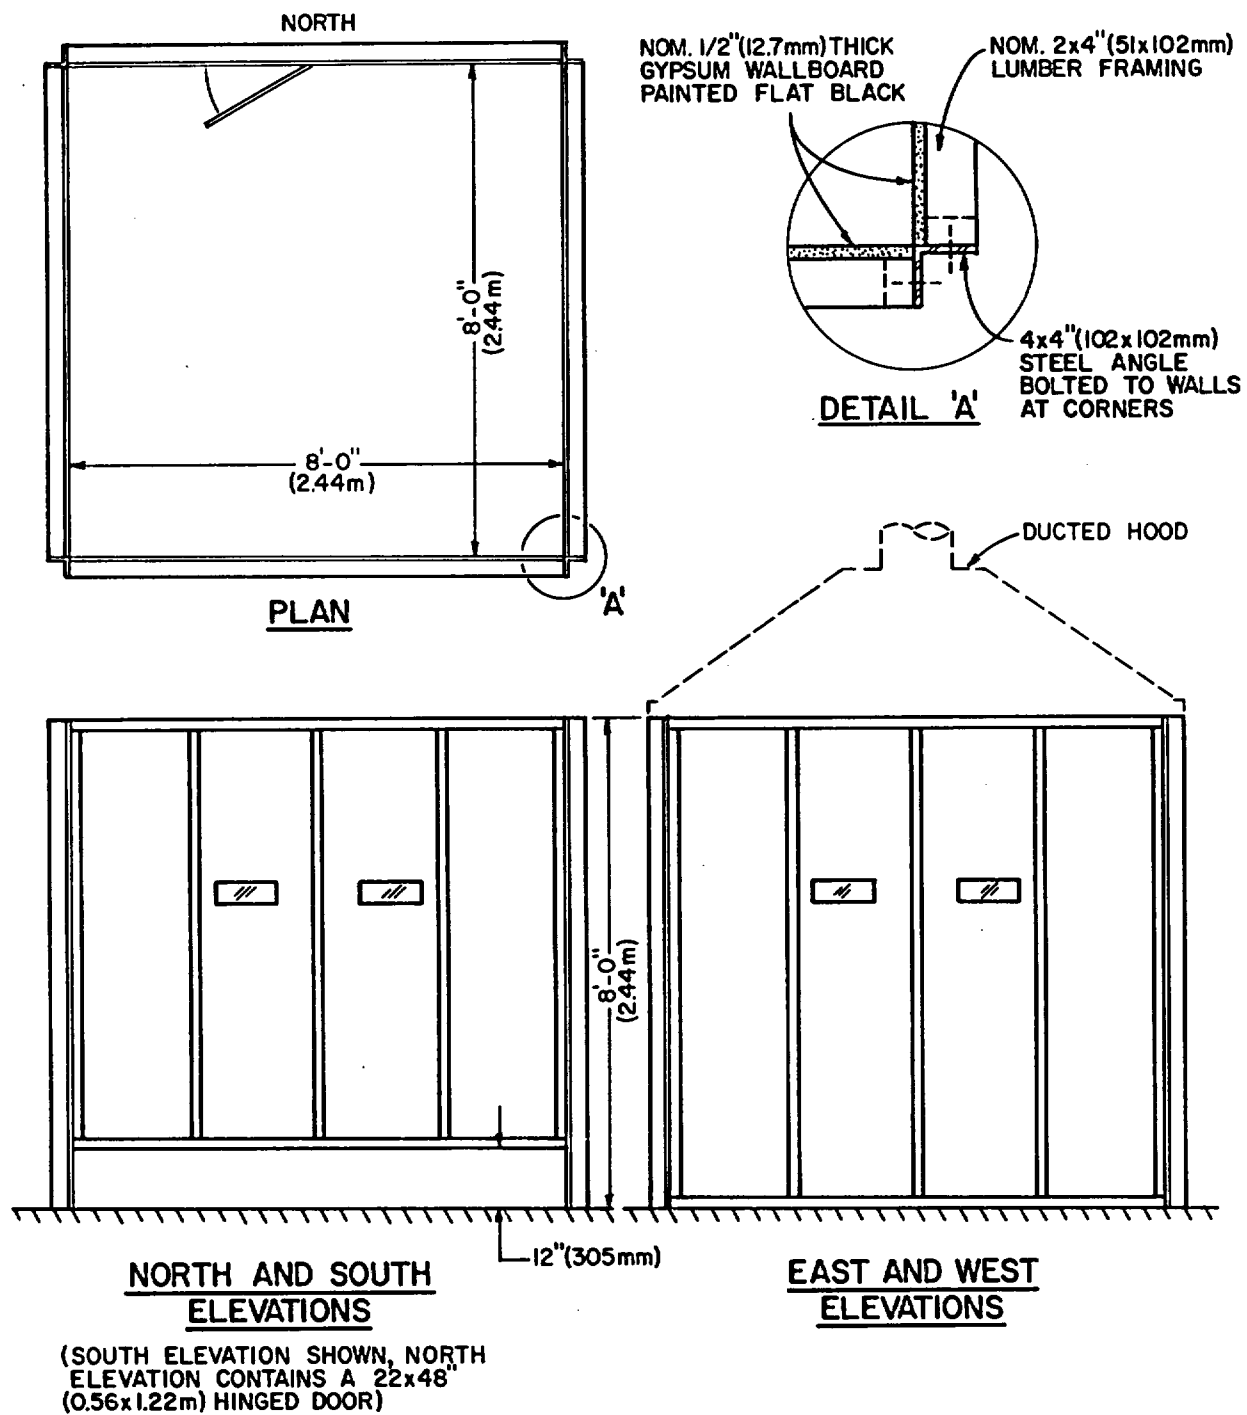 NORTH
8'-0"
(2.44m)
8'-0"
(2.44m)
'A'
PLAN
NOM. 1/2"(12.7mm) THICK
GYPSUM WALLBOARD
PAINTED FLAT BLACK
NOM. 2x4"(51x102mm)
LUMBER FRAMING
4x4"(102x102mm)
STEEL ANGLE
BOLTED TO WALLS
AT CORNERS
DETAIL 'A'
DUCTED HOOD
8'-0"
(2.44m)
12"(305mm)
NORTH AND SOUTH
ELEVATIONS
(SOUTH ELEVATION SHOWN, NORTH
ELEVATION CONTAINS A 22x48"
(0.56x1.22m) HINGED DOOR)
EAST AND WEST
ELEVATIONS